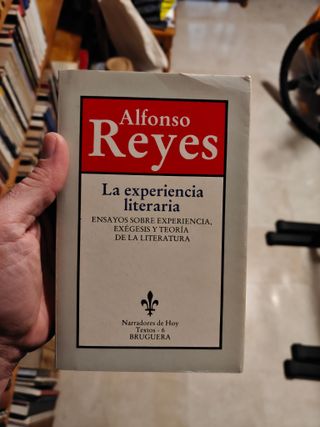 Alfonso
Reyes
La experiencia
literaria
ENSAYOS SOBRE EXPERIENCIA,
EXÉGESIS Y TEORÍA
DE LA LITERATURA
Narradores de Hoy
Textos - 6
BRUGUERA